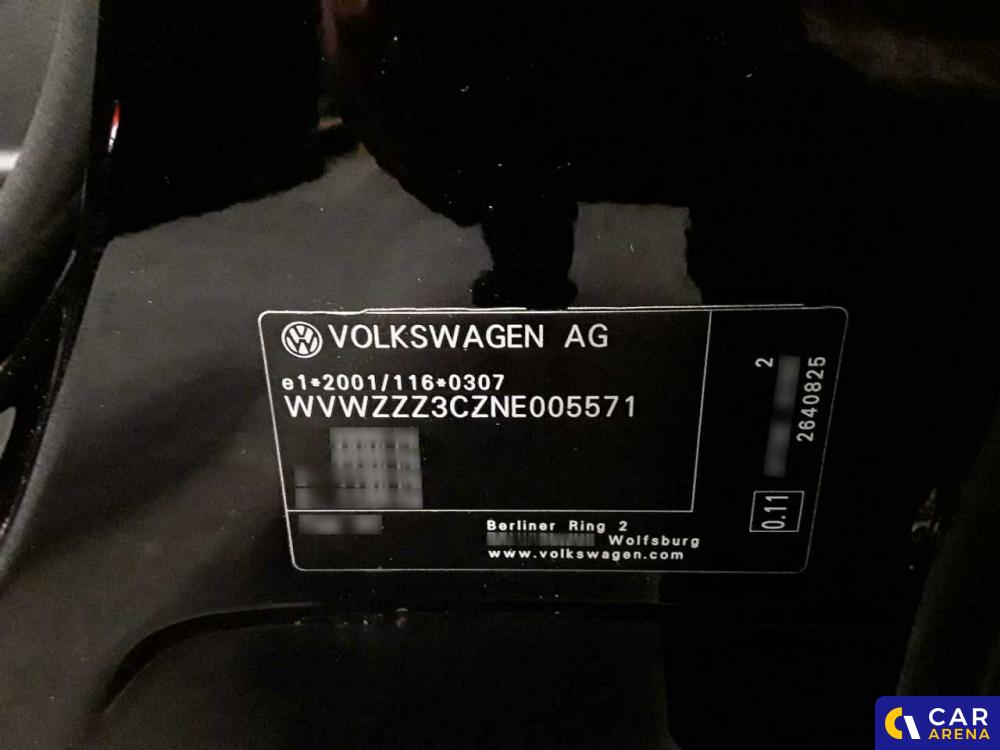 VOLKSWAGEN AG
e1*2001/116*0307
WVWZZZ3CZNE005571
Berliner Ring 2
Wolfsburg
www.volkswagen.com
2
2640825
0.11
CAR
ARENA